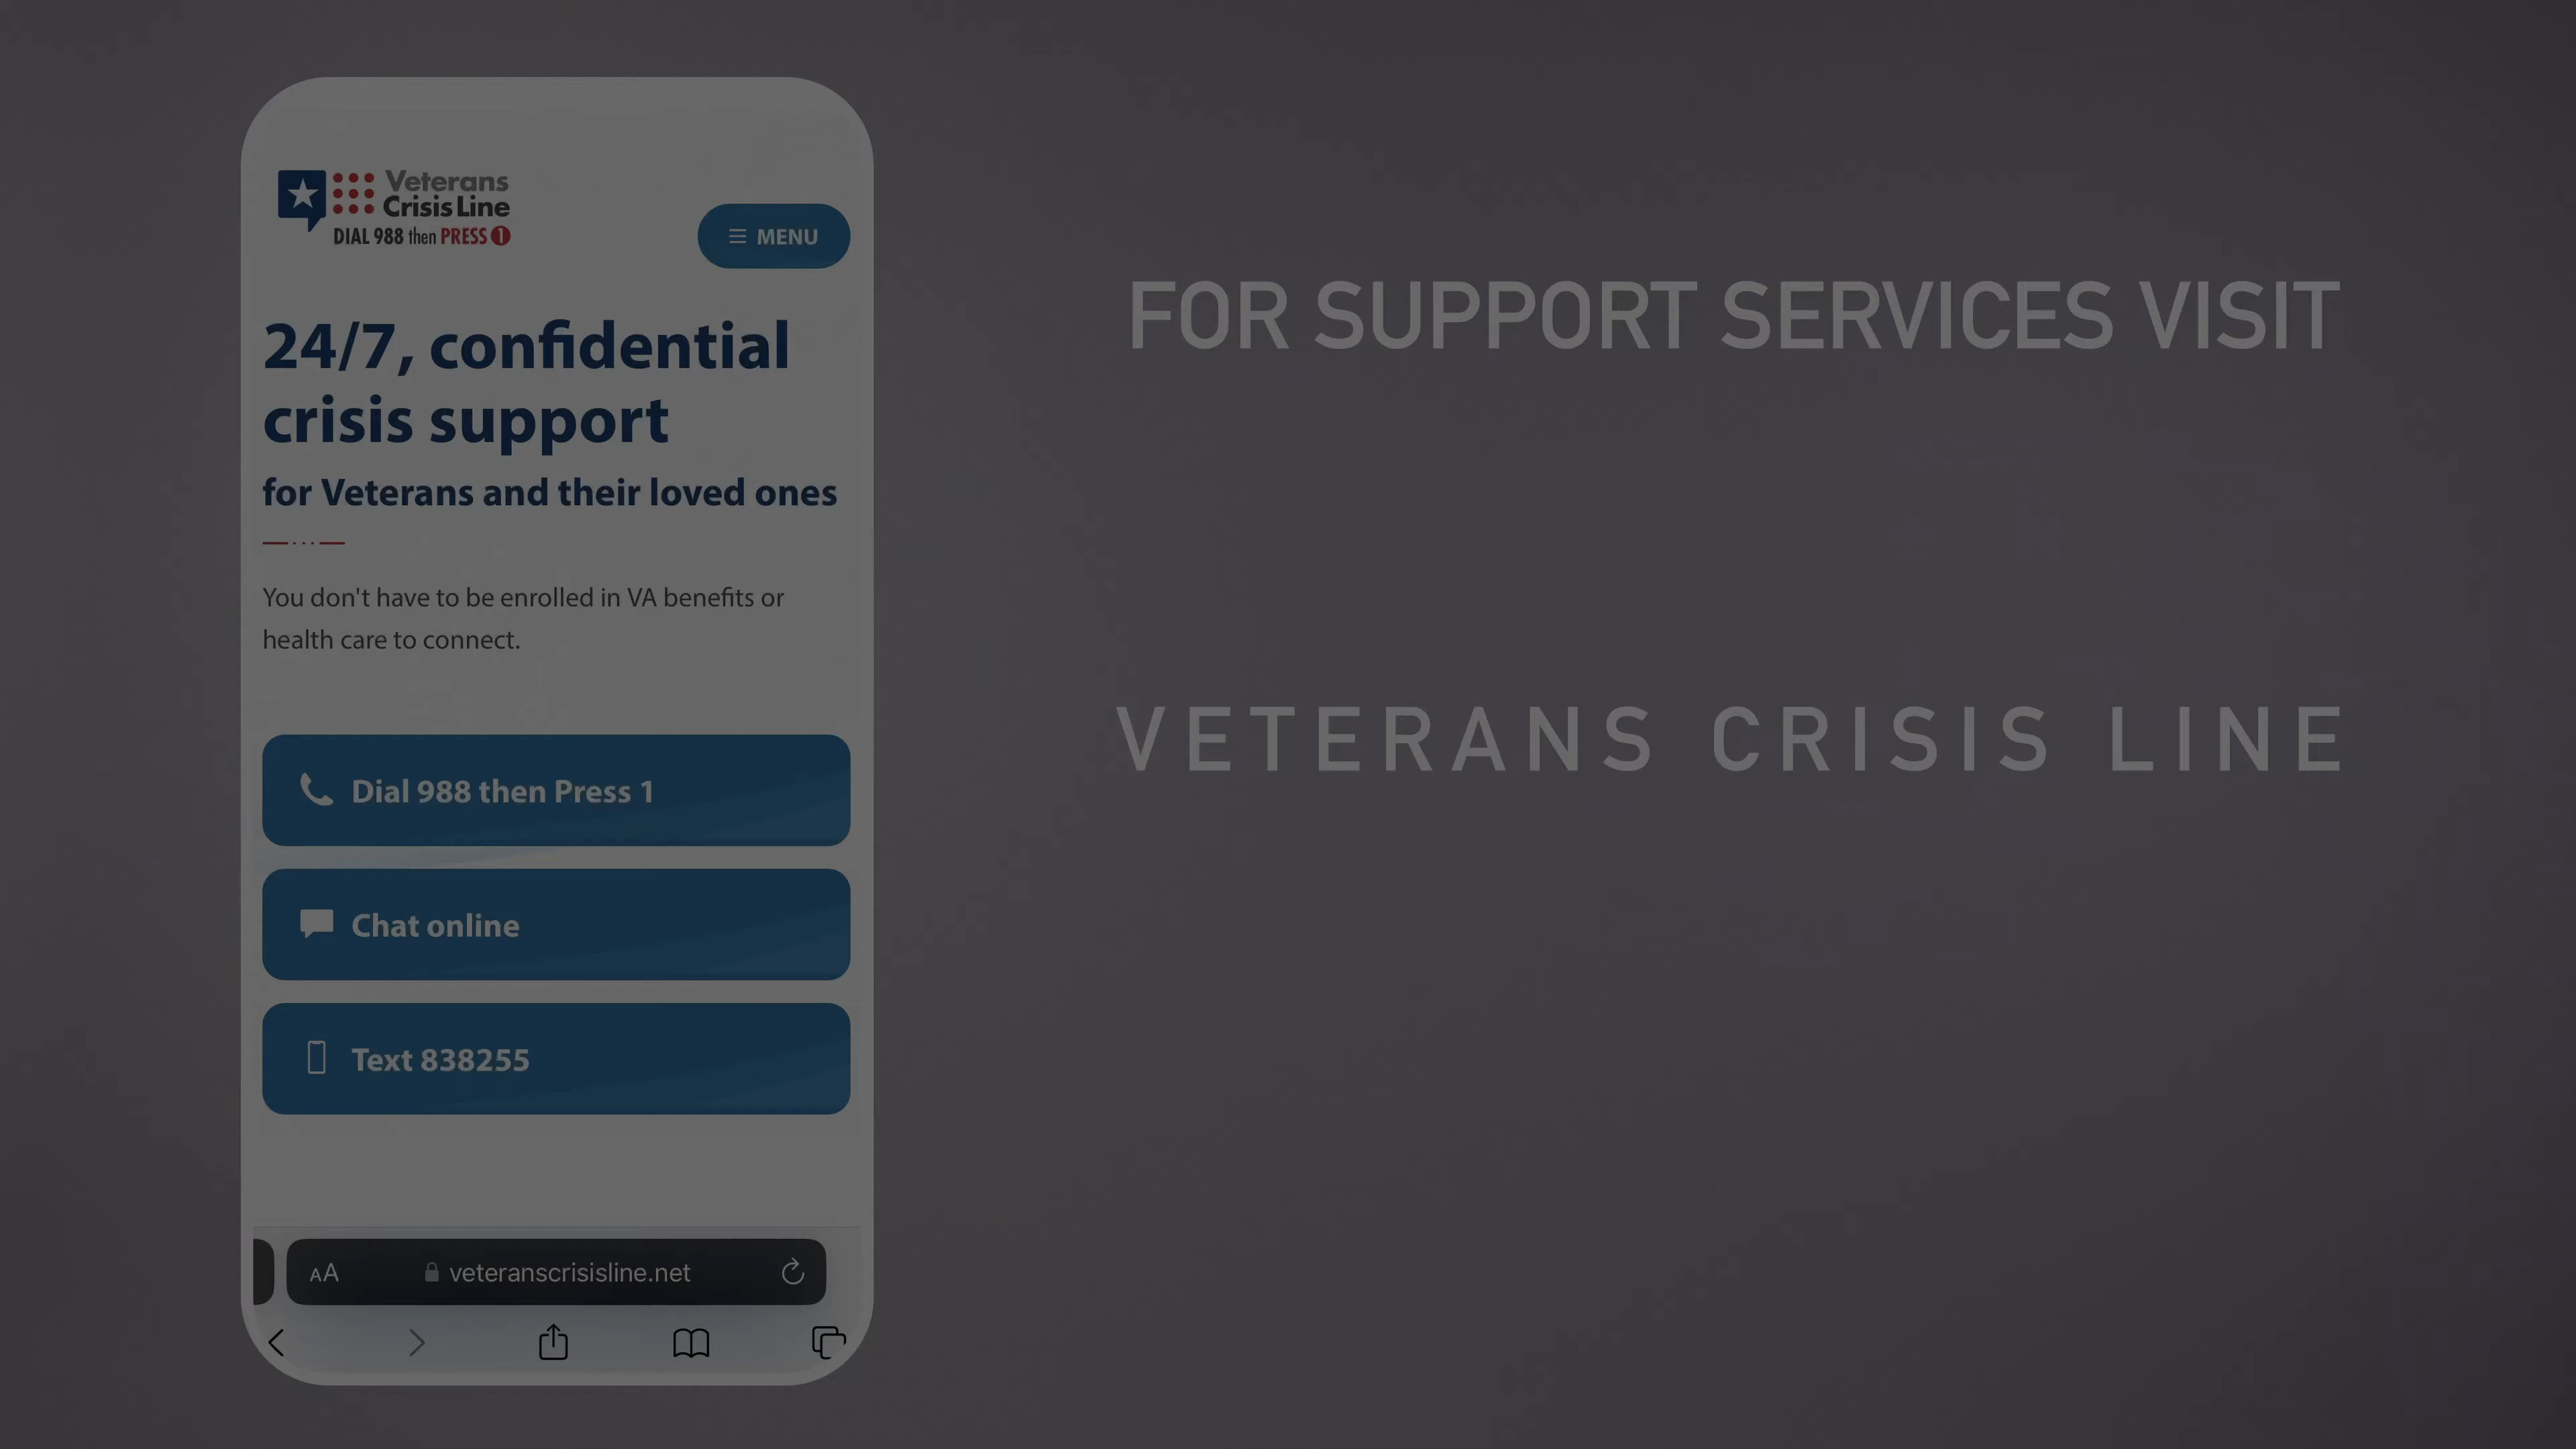 Veterans
Crisis Line
DIAL 988 then PRESS 1
MENU
24/7, confidential
crisis support
for Veterans and their loved ones
You don't have to be enrolled in VA benefits or
health care to connect.
Dial 988 then Press 1
Chat online
Text 838255
AA veteranscrisisline.net
FOR SUPPORT SERVICES VISIT
VETERANS CRISIS LINE